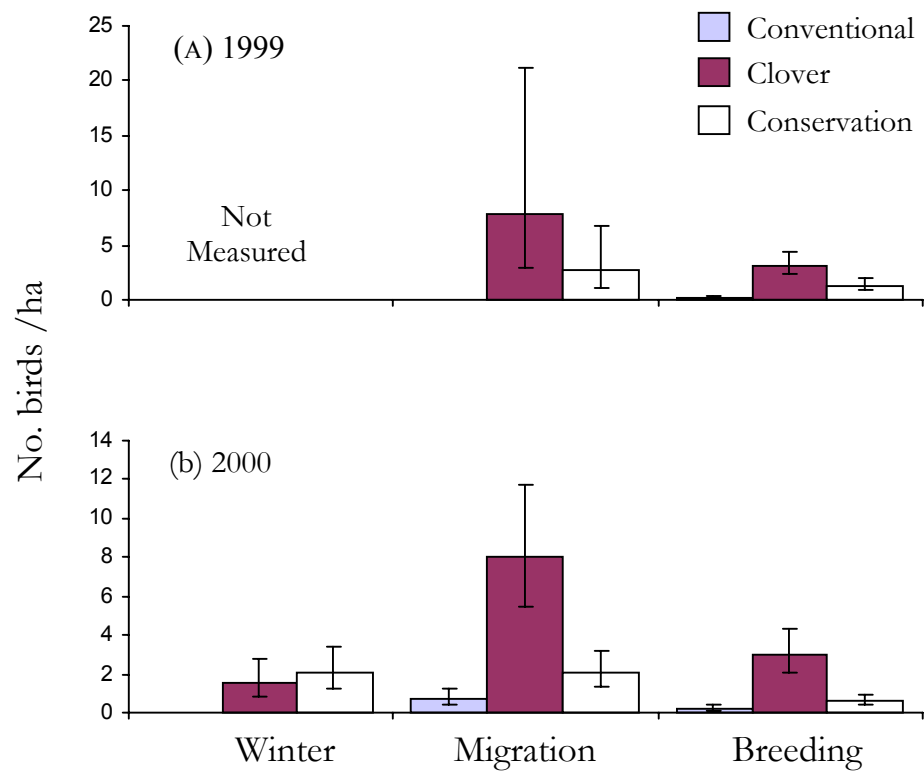 No. birds /ha
25
20
15
10
5
0
(A) 1999
Not
Measured
Conventional
Clover
Conservation
14
12
10
8
6
4
2
0
(b) 2000
Winter
Migration
Breeding